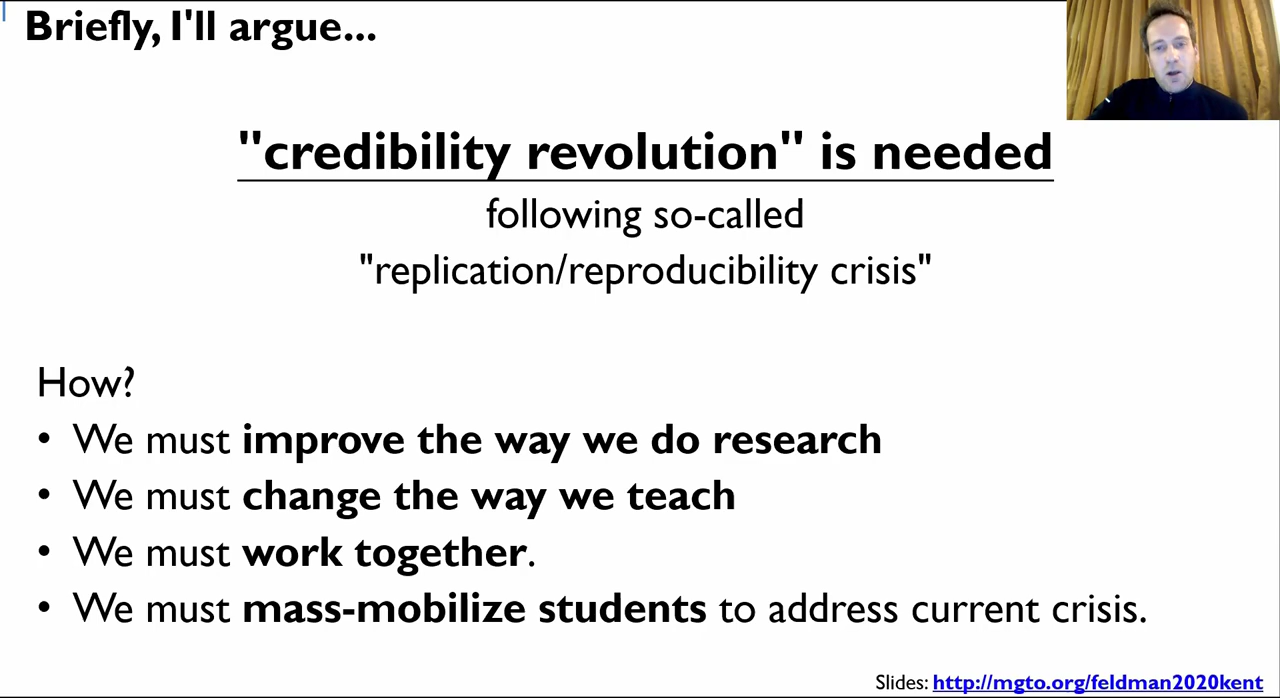 Briefly, I'll argue...
"credibility revolution" is needed
following so-called
"replication/reproducibility crisis"
How?
• We must improve the way we do research
• We must change the way we teach
• We must work together.
• We must mass-mobilize students to address current crisis.
Slides: http://mgto.org/feldman2020kent